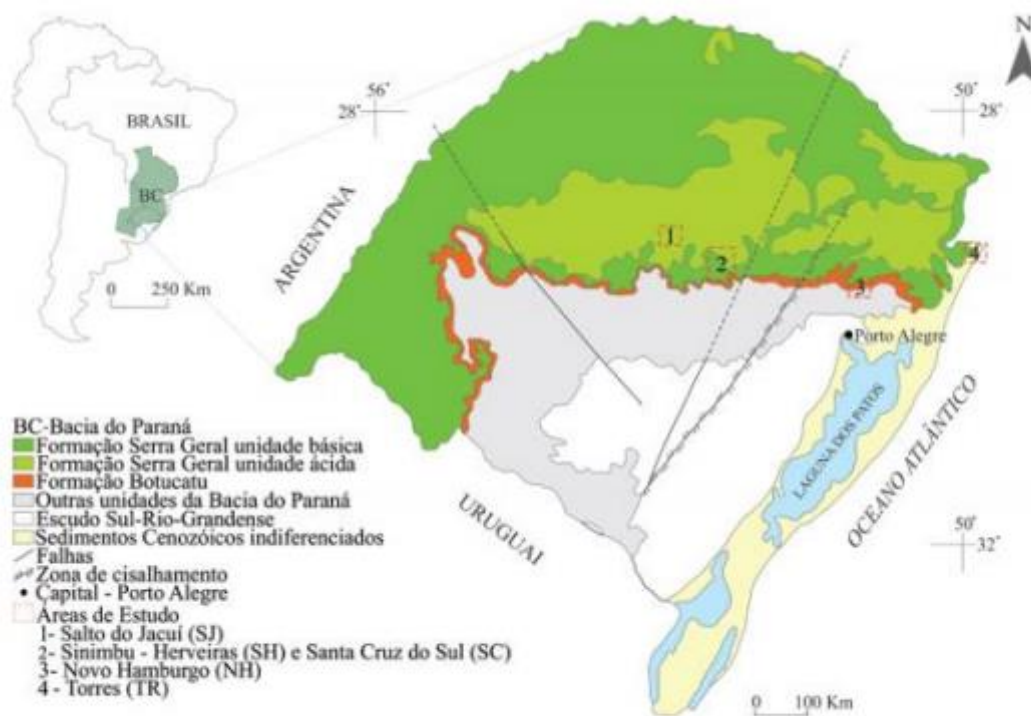 N
56°
28°
50°
28°
BRASIL
BC
0 250 Km
ARGENTINA
1
2
3
4
Porto Alegre
LAGUNA DOS PATOS
OCEANO ATLÂNTICO
URUGUAI
50°
32°
BC-Bacia do Paraná
Formação Serra Geral unidade básica
Formação Serra Geral unidade ácida
Formação Botucatu
Outras unidades da Bacia do Paraná
Escudo Sul-Rio-Grandense
Sedimentos Cenozóicos indiferenciados
Falhas
Zona de cisalhamento
Capital - Porto Alegre
Áreas de Estudo
1- Salto do Jacuí (SJ)
2- Sinimbu - Herveiras (SH) e Santa Cruz do Sul (SC)
3- Novo Hamburgo (NH)
4 - Torres (TR)
0 100 Km